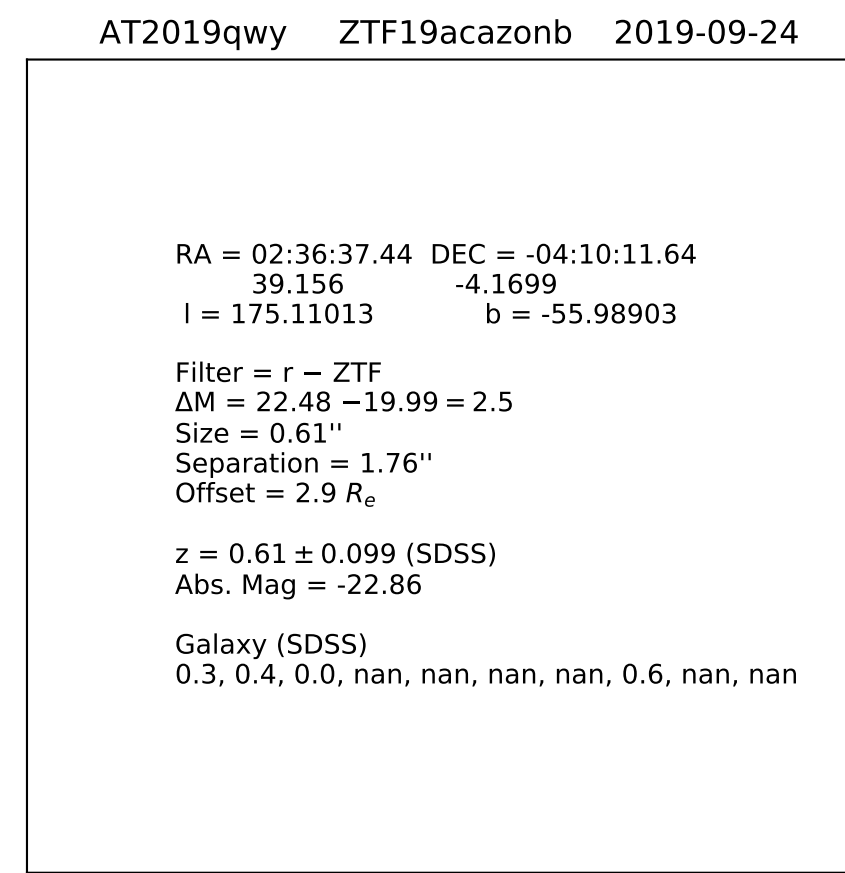 AT2019qwy ZTF19acazonb 2019-09-24
RA = 02:36:37.44 DEC = -04:10:11.64
39.156 -4.1699
l = 175.11013 b = -55.98903
Filter = r − ZTF
ΔM = 22.48 −19.99 = 2.5
Size = 0.61''
Separation = 1.76''
Offset = 2.9 Rₑ
z = 0.61 ± 0.099 (SDSS)
Abs. Mag = -22.86
Galaxy (SDSS)
0.3, 0.4, 0.0, nan, nan, nan, nan, 0.6, nan, nan